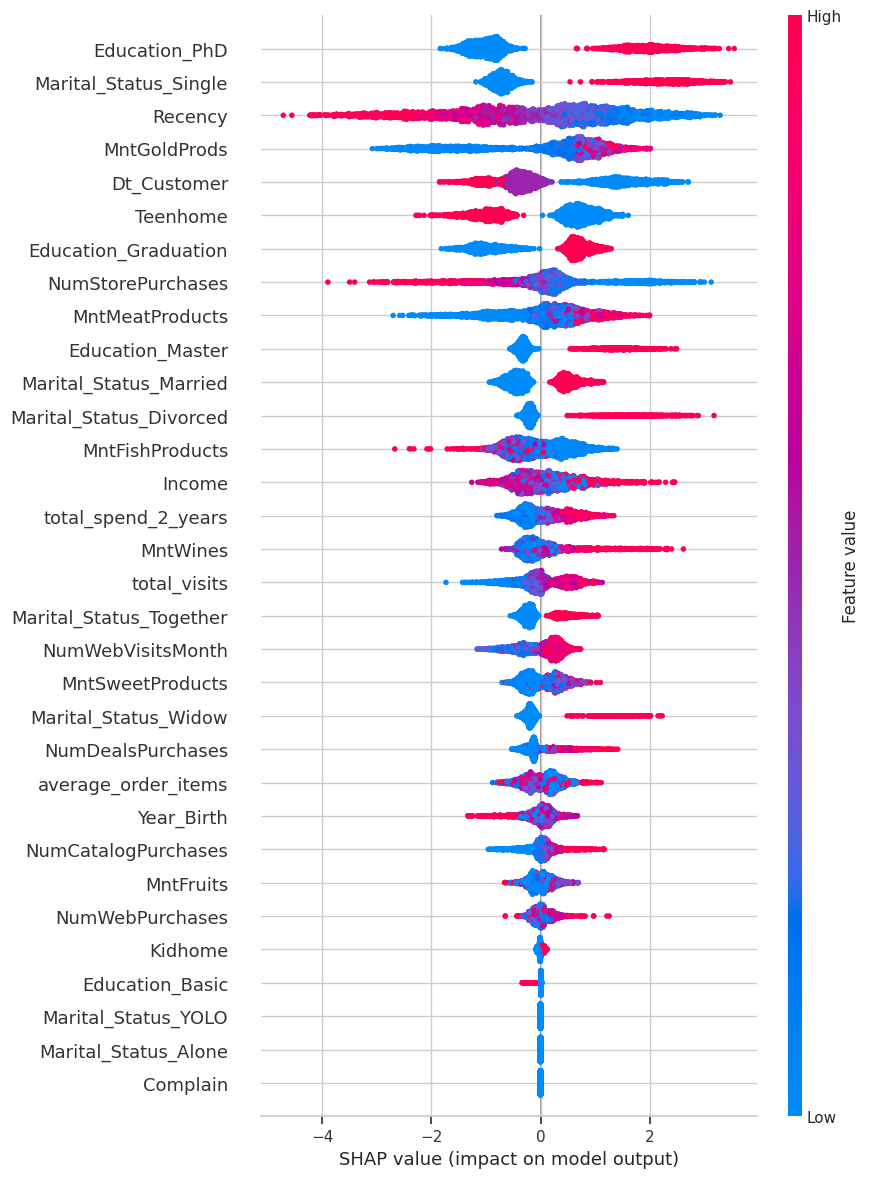 High
Education_PhD
Marital_Status_Single
Recency
MntGoldProds
Dt_Customer
Teenhome
Education_Graduation
NumStorePurchases
MntMeatProducts
Education_Master
Marital_Status_Married
Marital_Status_Divorced
MntFishProducts
Income
total_spend_2_years
MntWines
total_visits
Marital_Status_Together
NumWebVisitsMonth
MntSweetProducts
Marital_Status_Widow
NumDealsPurchases
average_order_items
Year_Birth
NumCatalogPurchases
MntFruits
NumWebPurchases
Kidhome
Education_Basic
Marital_Status_YOLO
Marital_Status_Alone
Complain
Feature value
Low
−4 −2 0 2
SHAP value (impact on model output)